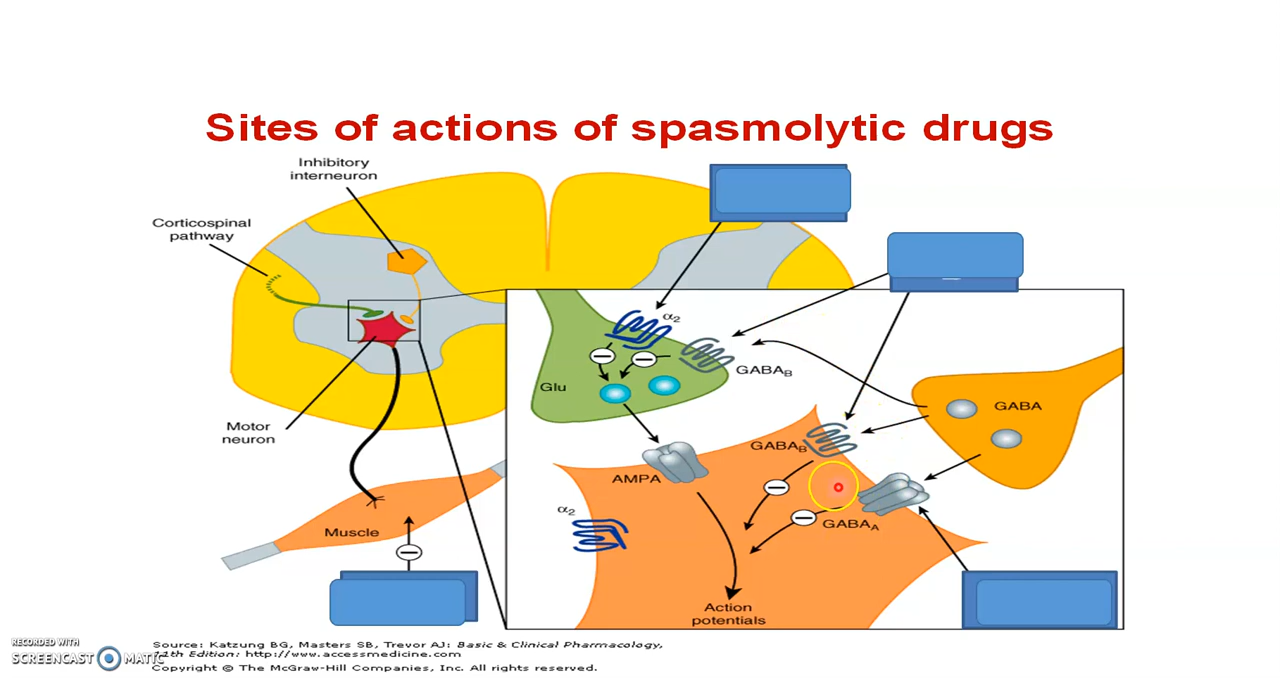 Sites of actions of spasmolytic drugs
Inhibitory
interneuron
Corticospinal
pathway
α2
GABAB
Glu
GABA
Motor
neuron
GABAB
AMPA
α2
GABAA
Muscle
Action
potentials
RECORDED WITH
SCREENCAST MATIC
Source: Katzung BG, Masters SB, Trevor AJ: Basic & Clinical Pharmacology,
11th Edition: http://www.accessmedicine.com
Copyright © The McGraw-Hill Companies, Inc. All rights reserved.